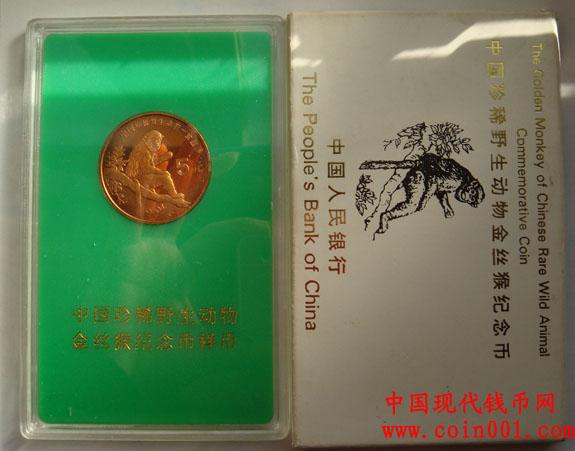 5
中国珍稀野生动物
金丝猴纪念币样币
The Golden Monkey of Chinese Rare Wild Animal
Commemorative Coin
中国珍稀野生动物金丝猴纪念币
中国人民银行
The People's Bank of China
中国现代钱币网
www.coin001.com